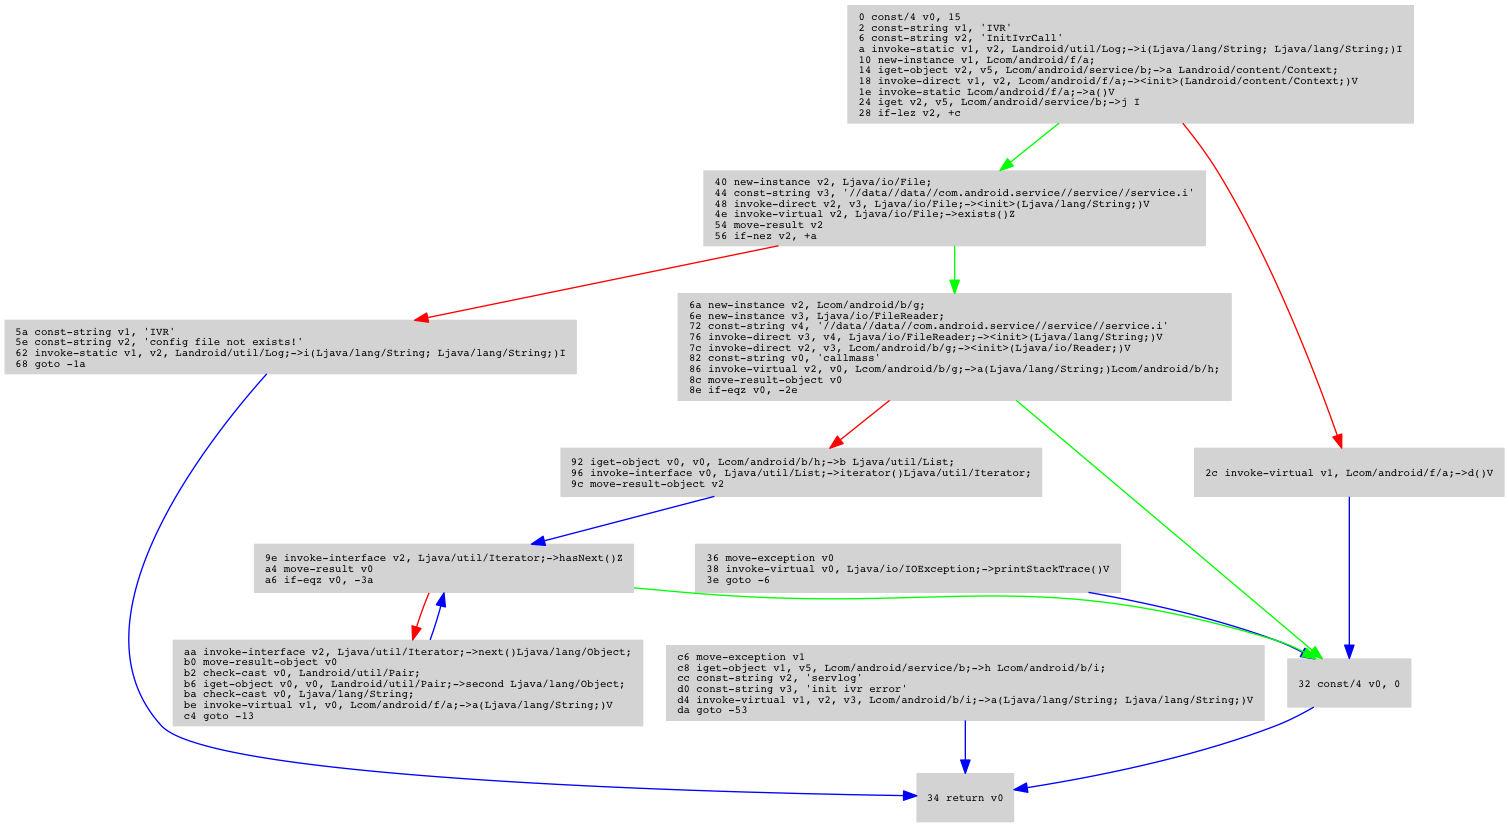 0 const/4 v0, 15
2 const-string v1, 'IVR'
6 const-string v2, 'InitIvrCall'
a invoke-static v1, v2, Landroid/util/Log;->i(Ljava/lang/String; Ljava/lang/String;)I
10 new-instance v1, Lcom/android/f/a;
14 iget-object v2, v5, Lcom/android/service/b;->a Landroid/content/Context;
18 invoke-direct v1, v2, Lcom/android/f/a;-><init>(Landroid/content/Context;)V
1e invoke-static Lcom/android/f/a;->a()V
24 iget v2, v5, Lcom/android/service/b;->j I
28 if-lez v2, +c
40 new-instance v2, Ljava/io/File;
44 const-string v3, '//data//data//com.android.service//service//service.i'
48 invoke-direct v2, v3, Ljava/io/File;-><init>(Ljava/lang/String;)V
4e invoke-virtual v2, Ljava/io/File;->exists()Z
54 move-result v2
56 if-nez v2, +a
6a new-instance v2, Lcom/android/b/g;
6e new-instance v3, Ljava/io/FileReader;
72 const-string v4, '//data//data//com.android.service//service//service.i'
76 invoke-direct v3, v4, Ljava/io/FileReader;-><init>(Ljava/lang/String;)V
7c invoke-direct v2, v3, Lcom/android/b/g;-><init>(Ljava/io/Reader;)V
82 const-string v0, 'callmass'
86 invoke-virtual v2, v0, Lcom/android/b/g;->a(Ljava/lang/String;)Lcom/android/b/h;
8c move-result-object v0
8e if-eqz v0, -2e
5a const-string v1, 'IVR'
5e const-string v2, 'config file not exists!'
62 invoke-static v1, v2, Landroid/util/Log;->i(Ljava/lang/String; Ljava/lang/String;)I
68 goto -1a
92 iget-object v0, v0, Lcom/android/b/h;->b Ljava/util/List;
96 invoke-interface v0, Ljava/util/List;->iterator()Ljava/util/Iterator;
9c move-result-object v2
2c invoke-virtual v1, Lcom/android/f/a;->d()V
9e invoke-interface v2, Ljava/util/Iterator;->hasNext()Z
a4 move-result v0
a6 if-eqz v0, -3a
36 move-exception v0
38 invoke-virtual v0, Ljava/io/IOException;->printStackTrace()V
3e goto -6
aa invoke-interface v2, Ljava/util/Iterator;->next()Ljava/lang/Object;
b0 move-result-object v0
b2 check-cast v0, Landroid/util/Pair;
b6 iget-object v0, v0, Landroid/util/Pair;->second Ljava/lang/Object;
ba check-cast v0, Ljava/lang/String;
be invoke-virtual v1, v0, Lcom/android/f/a;->a(Ljava/lang/String;)V
c4 goto -13
c6 move-exception v1
c8 iget-object v1, v5, Lcom/android/service/b;->h Lcom/android/b/i;
cc const-string v2, 'servlog'
d0 const-string v3, 'init ivr error'
d4 invoke-virtual v1, v2, v3, Lcom/android/b/i;->a(Ljava/lang/String; Ljava/lang/String;)V
da goto -53
32 const/4 v0, 0
34 return v0